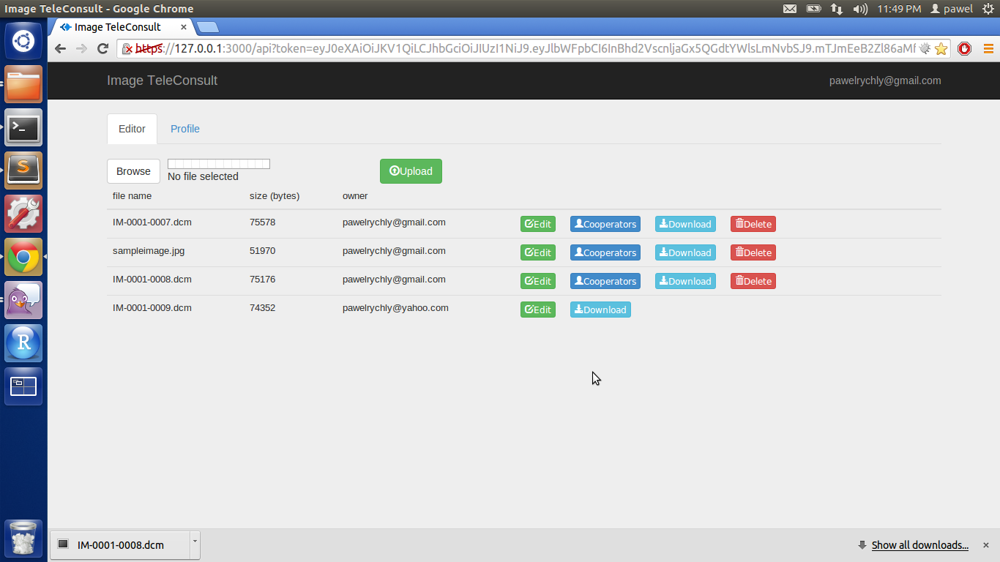 Image TeleConsult - Google Chrome 11:49 PM pawel
Image TeleConsult
https://127.0.0.1:3000/api?token=eyJ0eXAiOiJKV1QiLCJhbGciOiJIUzI1NiJ9.eyJlbWFpbCI6InBhd2VscnljaGx5QGdtYWlsLmNvbSJ9.mTJmEeB2Zl86aMf
Image TeleConsult pawelrychly@gmail.com
Editor Profile
Browse No file selected Upload
file name size (bytes) owner
IM-0001-0007.dcm 75578 pawelrychly@gmail.com Edit Cooperators Download Delete
sampleimage.jpg 51970 pawelrychly@gmail.com Edit Cooperators Download Delete
IM-0001-0008.dcm 75176 pawelrychly@gmail.com Edit Cooperators Download Delete
IM-0001-0009.dcm 74352 pawelrychly@yahoo.com Edit Download
IM-0001-0008.dcm Show all downloads...